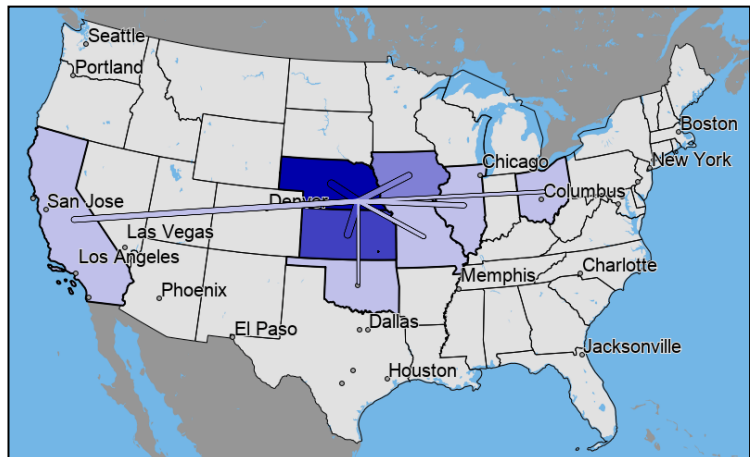 Seattle
Portland
Boston
Chicago
New York
Denver
Columbus
San Jose
Las Vegas
Los Angeles
Memphis
Charlotte
Phoenix
El Paso
Dallas
Jacksonville
Houston